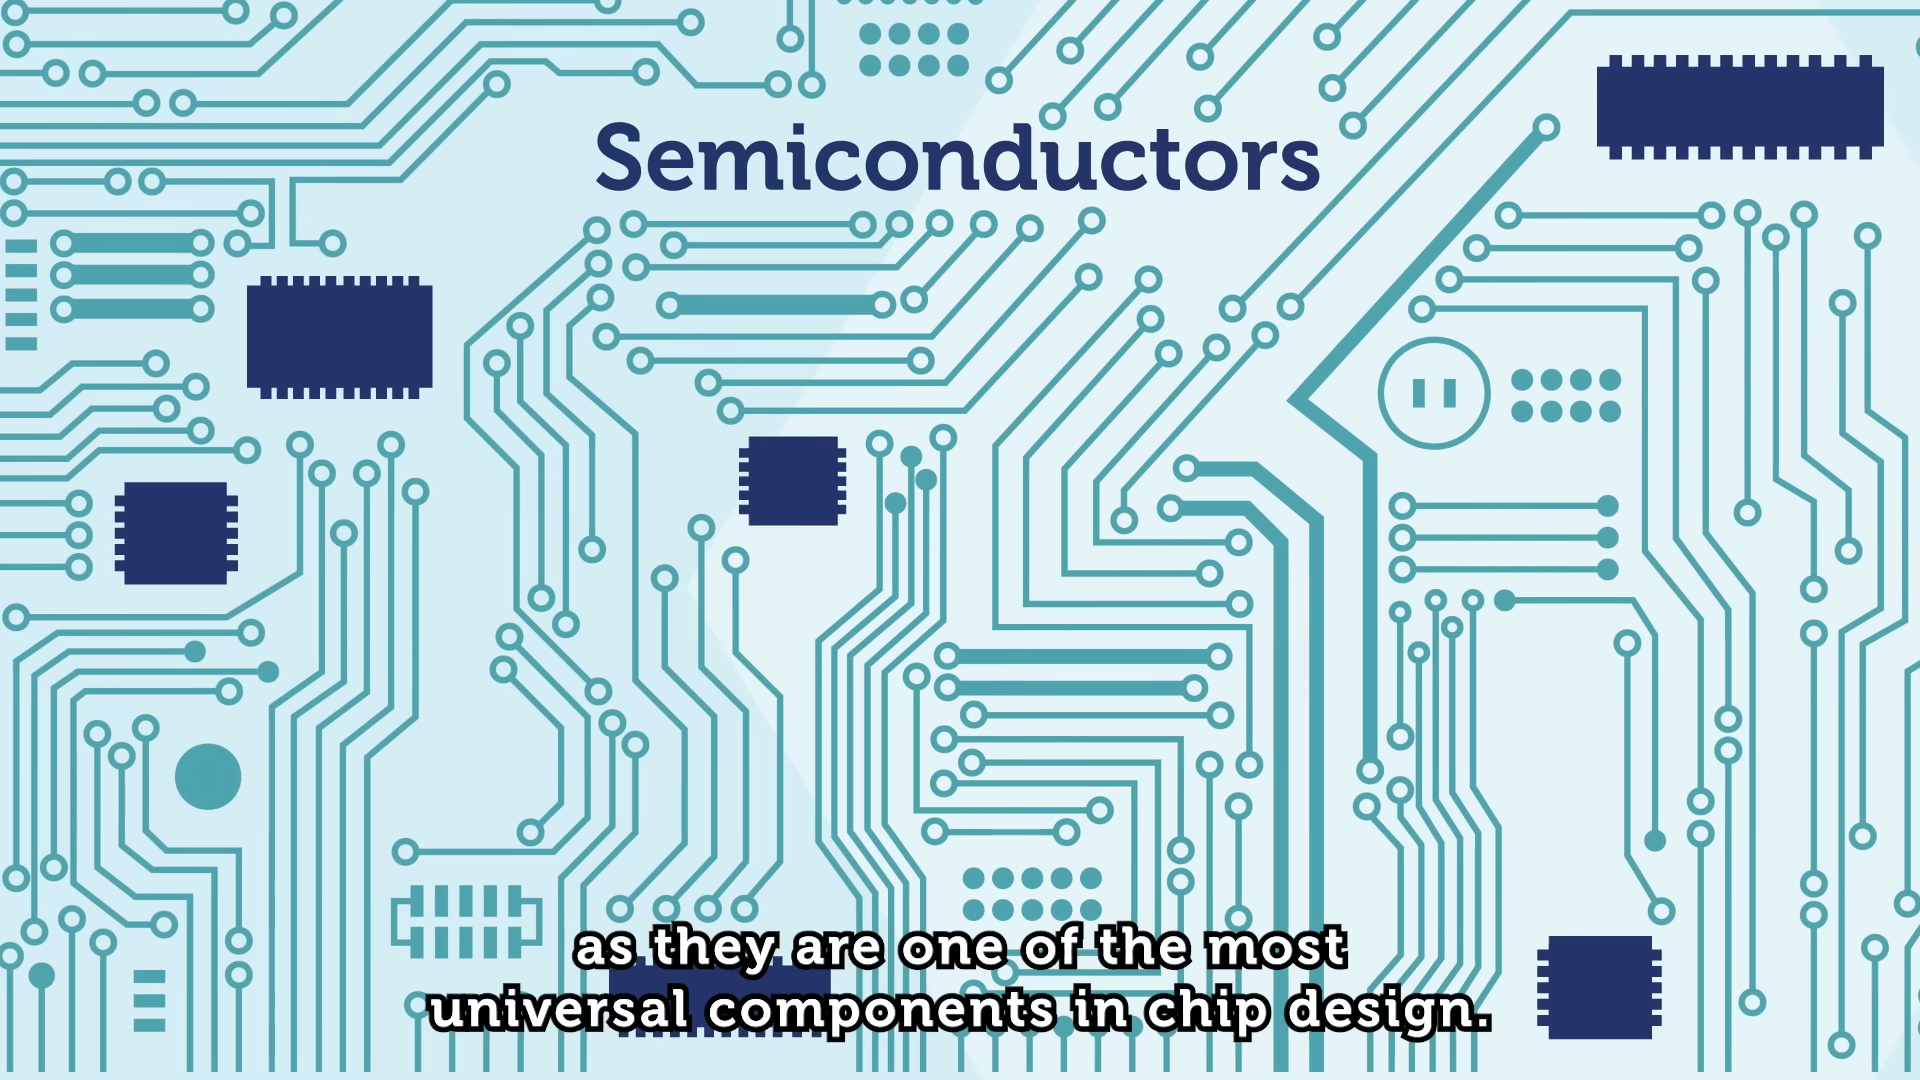 Semiconductors
as they are one of the most
universal components in chip design.